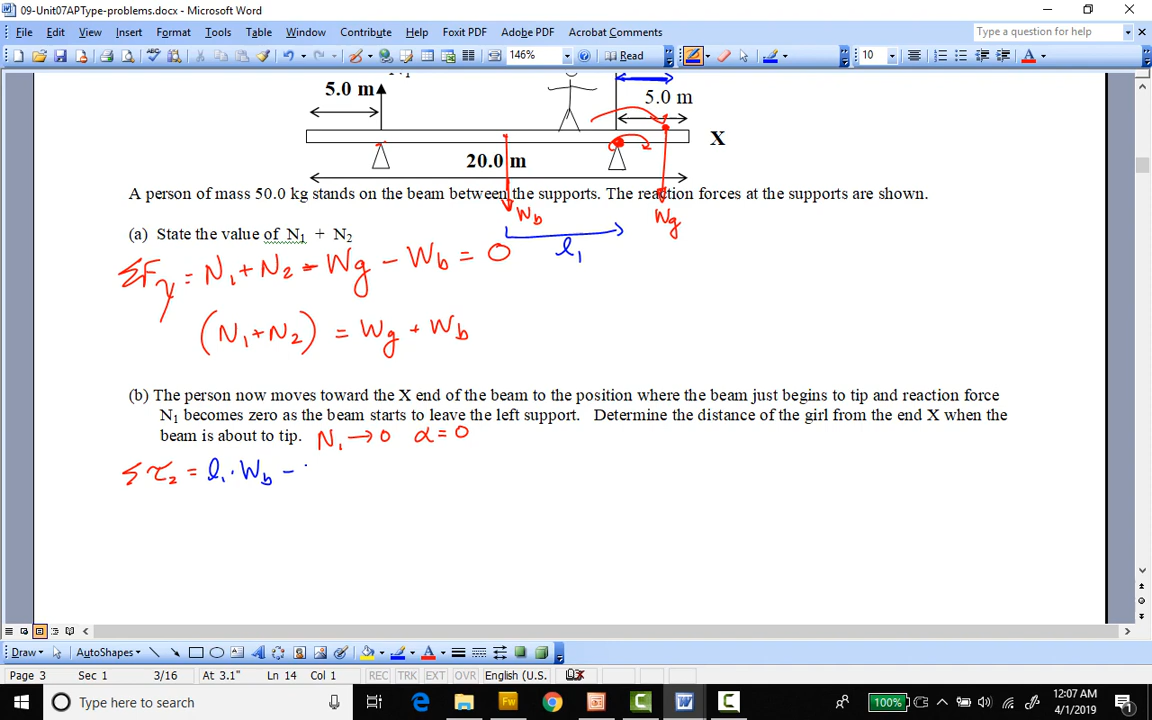 09-Unit07APType-problems.docx - Microsoft Word
File Edit View Insert Format Tools Table Window Contribute Help Foxit PDF Adobe PDF Acrobat Comments Type a question for help
146% Read 10
5.0 m
5.0 m
X
20.0 m
A person of mass 50.0 kg stands on the beam between the supports. The reaction forces at the supports are shown.
Wb Wg
(a) State the value of N1 + N2
l1
ΣFy = N1 + N2 - Wg - Wb = 0
(N1+N2) = Wg + Wb
(b) The person now moves toward the X end of the beam to the position where the beam just begins to tip and reaction force
N1 becomes zero as the beam starts to leave the left support. Determine the distance of the girl from the end X when the
beam is about to tip. N1 → 0 α = 0
Στ2 = l1 · Wb -
Draw AutoShapes
Page 3 Sec 1 3/16 At 3.1" Ln 14 Col 1 REC TRK EXT OVR English (U.S.
Type here to search 100% 12:07 AM
4/1/2019